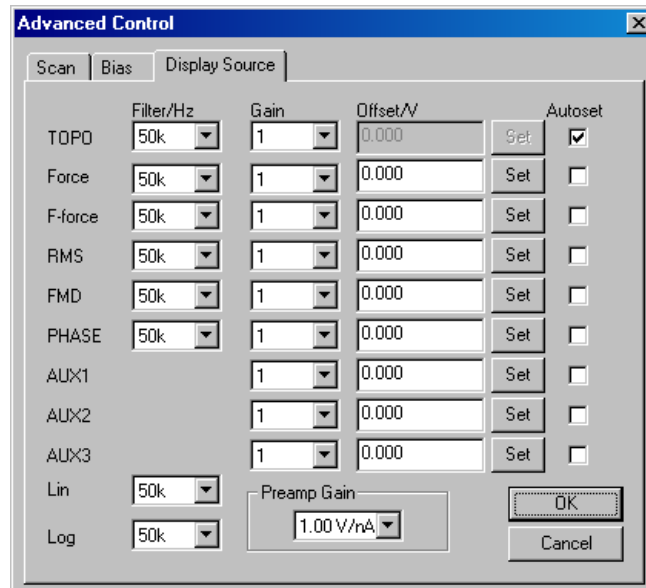 Advanced Control
Scan Bias Display Source
Filter/Hz Gain Offset/V Autoset
TOPO 50k 1 0.000 Set
Force 50k 1 0.000 Set
F-force 50k 1 0.000 Set
RMS 50k 1 0.000 Set
FMD 50k 1 0.000 Set
PHASE 50k 1 0.000 Set
AUX1 1 0.000 Set
AUX2 1 0.000 Set
AUX3 1 0.000 Set
Lin 50k Preamp Gain OK
Log 50k 1.00 V/nA Cancel